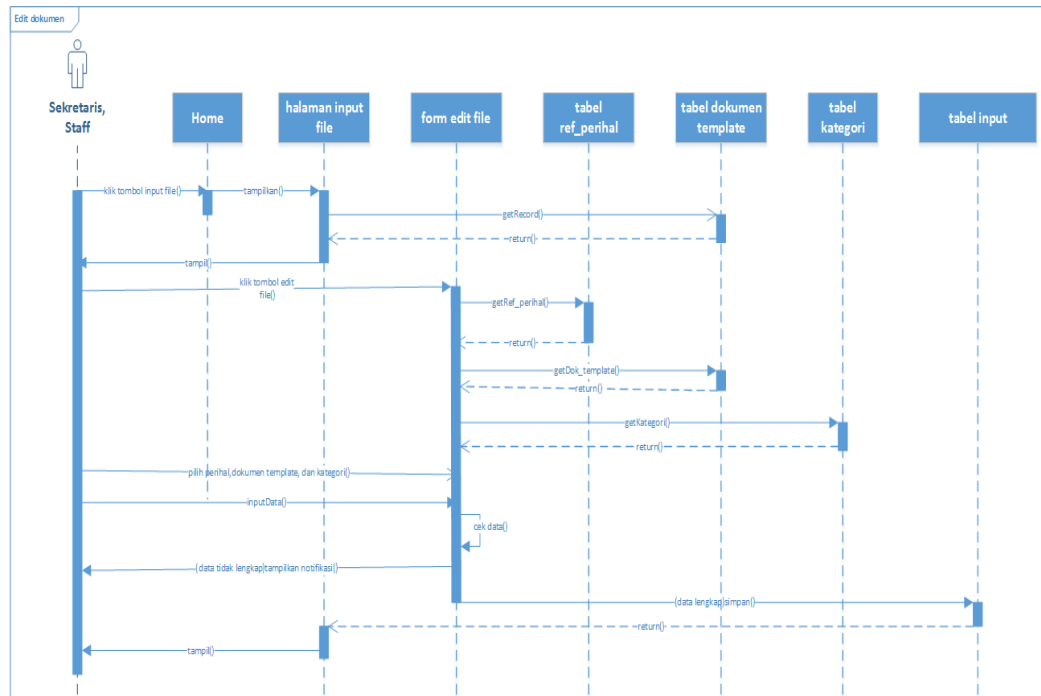 Edit dokumen
Sekretaris,
Staff
Home
halaman input
file
form edit file
tabel
ref_perihal
tabel dokumen
template
tabel
kategori
tabel input
klik tombol input file()
tampilkan()
getRecord()
return()
tampil()
klik tombol edit
file()
getRef_perihal()
return()
getDok_template()
return()
getKategori()
return()
pilih perihal,dokumen template, dan kategori()
inputData()
cek data()
(data tidak lengkap)tampilkan notifikasi()
(data lengkap)simpan()
return()
tampil()